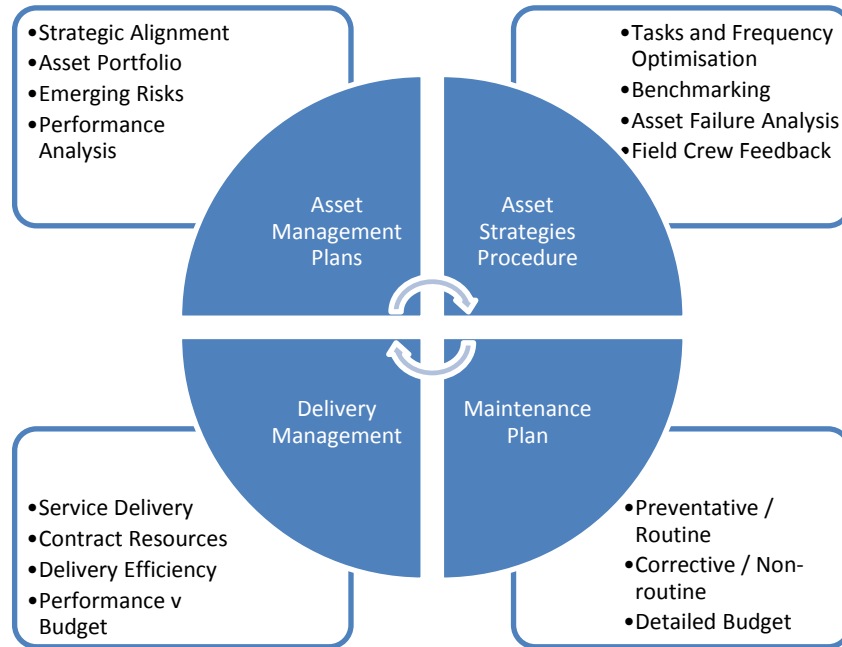 •Strategic Alignment
•Asset Portfolio
•Emerging Risks
•Performance
Analysis
•Tasks and Frequency
Optimisation
•Benchmarking
•Asset Failure Analysis
•Field Crew Feedback
Asset
Management
Plans
Asset
Strategies
Procedure
Delivery
Management
Maintenance
Plan
•Service Delivery
•Contract Resources
•Delivery Efficiency
•Performance v
Budget
•Preventative /
Routine
•Corrective / Non-
routine
•Detailed Budget